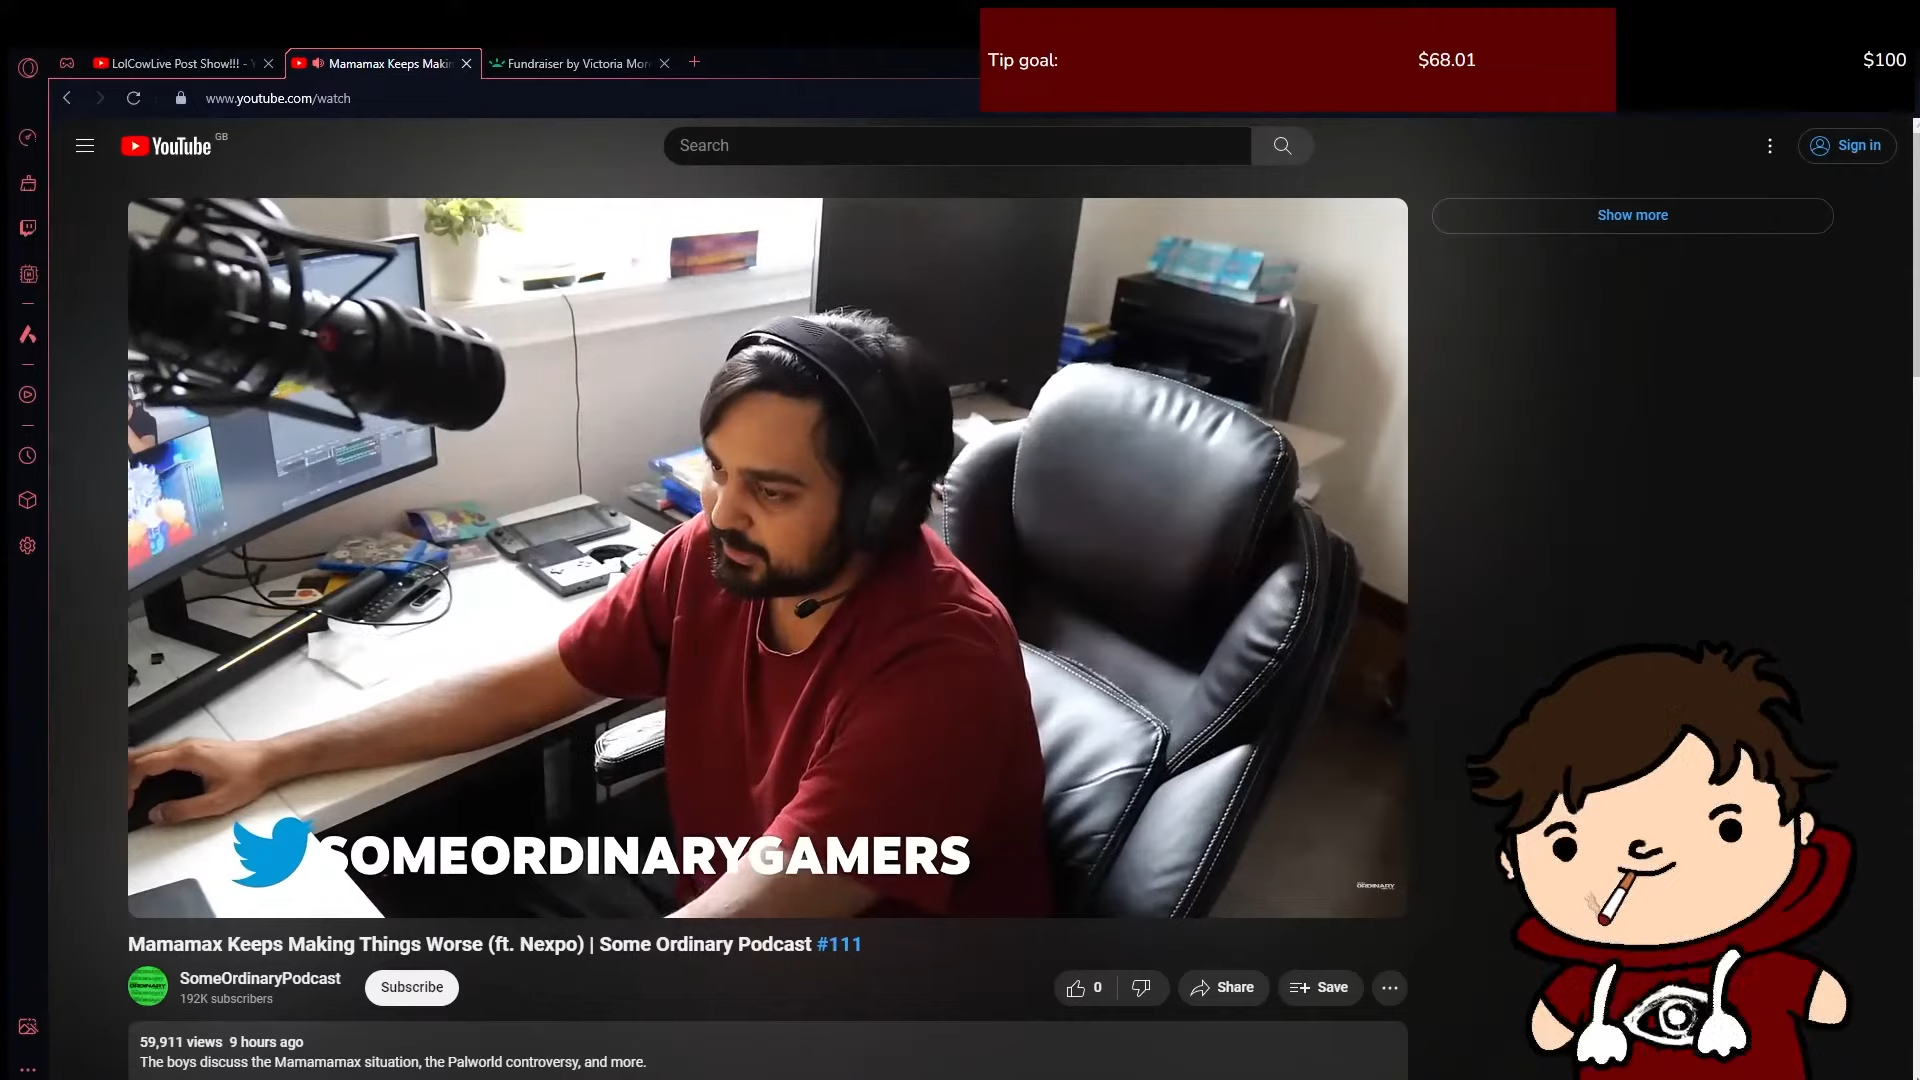 Tip goal:
$68.01
$100
LolCowLive Post Show!!! -
Mamamax Keeps Makin
Fundraiser by Victoria Mor
www.youtube.com/watch
YouTube
GB
Search
Sign in
Show more
SOMEORDINARYGAMERS
ORDINARY
Mamamax Keeps Making Things Worse (ft. Nexpo) | Some Ordinary Podcast #111
ORDINARY
SomeOrdinaryPodcast
192K subscribers
Subscribe
0
Share
Save
59,911 views 9 hours ago
The boys discuss the Mamamamax situation, the Palworld controversy, and more.